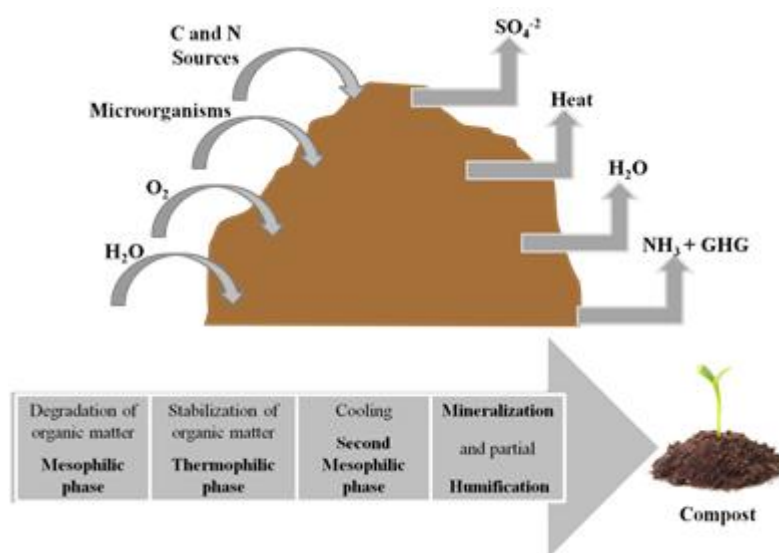 C and N
Sources
Microorganisms
O₂
H₂O
SO₄⁻²
Heat
H₂O
NH₃ + GHG
Degradation of
organic matter
Mesophilic
phase
Stabilization of
organic matter
Thermophilic
phase
Cooling
Second
Mesophilic
phase
Mineralization
and partial
Humification
Compost